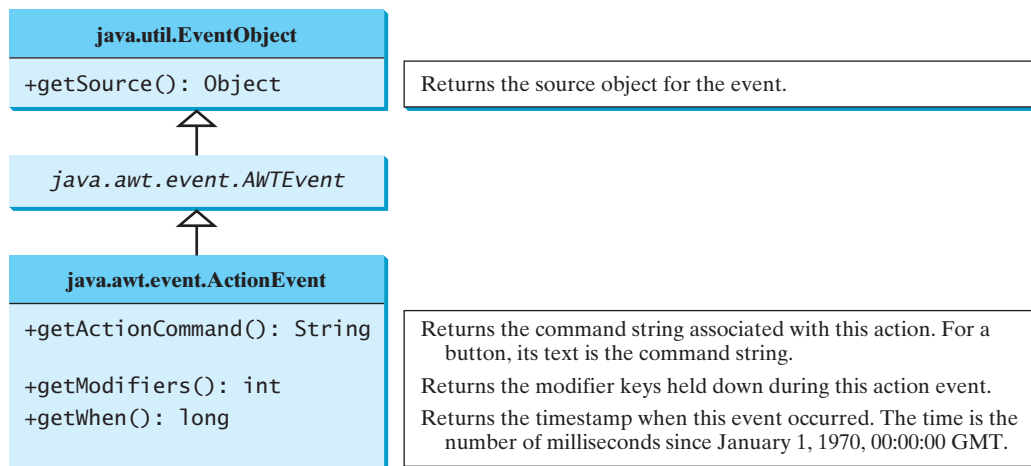 java.util.EventObject
+getSource(): Object
Returns the source object for the event.
java.awt.event.AWTEvent
java.awt.event.ActionEvent
+getActionCommand(): String
Returns the command string associated with this action. For a
button, its text is the command string.
+getModifiers(): int
Returns the modifier keys held down during this action event.
+getWhen(): long
Returns the timestamp when this event occurred. The time is the
number of milliseconds since January 1, 1970, 00:00:00 GMT.